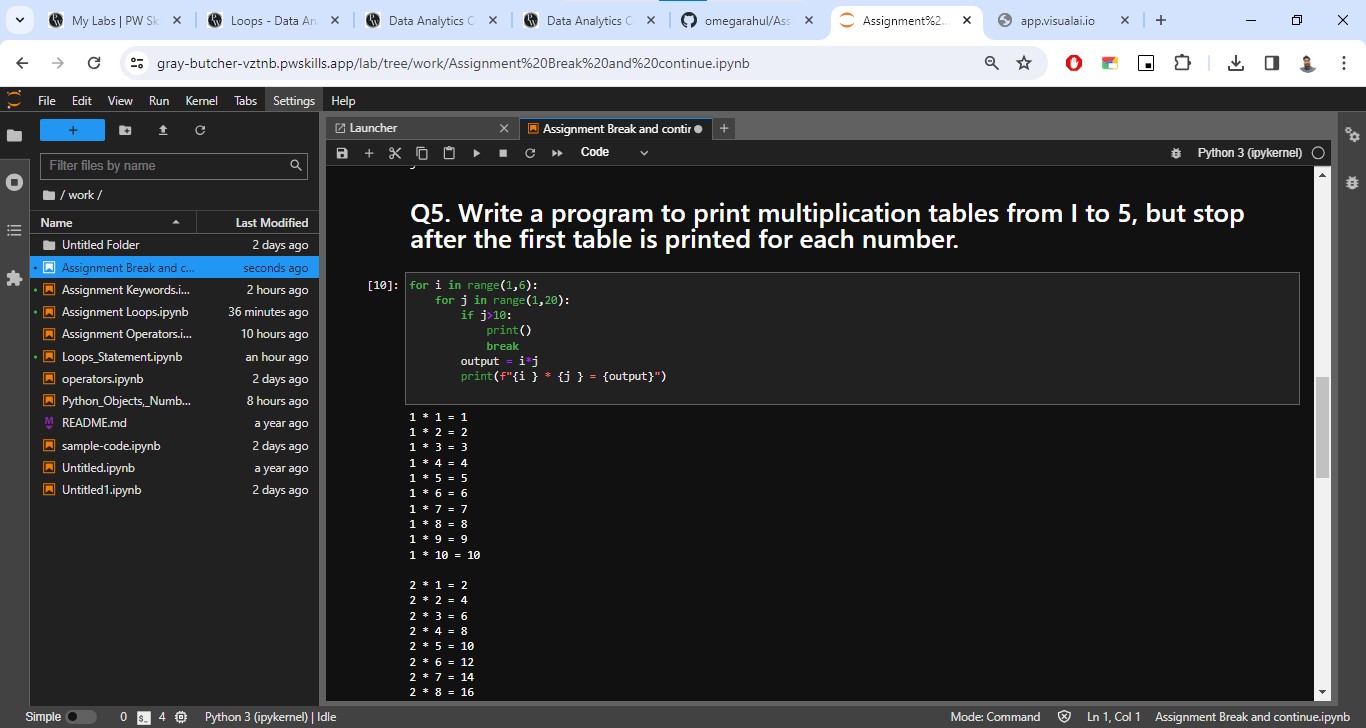 My Labs | PW Sk
Loops - Data An
Data Analytics C
Data Analytics C
omegarahul/Ass
Assignment%2
app.visualai.io
gray-butcher-vztnb.pwskills.app/lab/tree/work/Assignment%20Break%20and%20continue.ipynb
File Edit View Run Kernel Tabs Settings Help
Launcher
Assignment Break and contin
Filter files by name
Code
Python 3 (ipykernel)
/ work /
Name Last Modified
Untitled Folder 2 days ago
Assignment Break and c... seconds ago
Assignment Keywords.i... 2 hours ago
Assignment Loops.ipynb 36 minutes ago
Assignment Operators.i... 10 hours ago
Loops_Statement.ipynb an hour ago
operators.ipynb 2 days ago
Python_Objects,_Numb... 8 hours ago
README.md a year ago
sample-code.ipynb 2 days ago
Untitled.ipynb a year ago
Untitled1.ipynb 2 days ago
Q5. Write a program to print multiplication tables from I to 5, but stop
after the first table is printed for each number.
[10]: for i in range(1,6):
for j in range(1,20):
if j>10:
print()
break
output = i*j
print(f"{i } * {j } = {output}")
1 * 1 = 1
1 * 2 = 2
1 * 3 = 3
1 * 4 = 4
1 * 5 = 5
1 * 6 = 6
1 * 7 = 7
1 * 8 = 8
1 * 9 = 9
1 * 10 = 10
2 * 1 = 2
2 * 2 = 4
2 * 3 = 6
2 * 4 = 8
2 * 5 = 10
2 * 6 = 12
2 * 7 = 14
2 * 8 = 16
Simple 0 $_ 4 Python 3 (ipykernel) | Idle
Mode: Command Ln 1, Col 1 Assignment Break and continue.ipynb